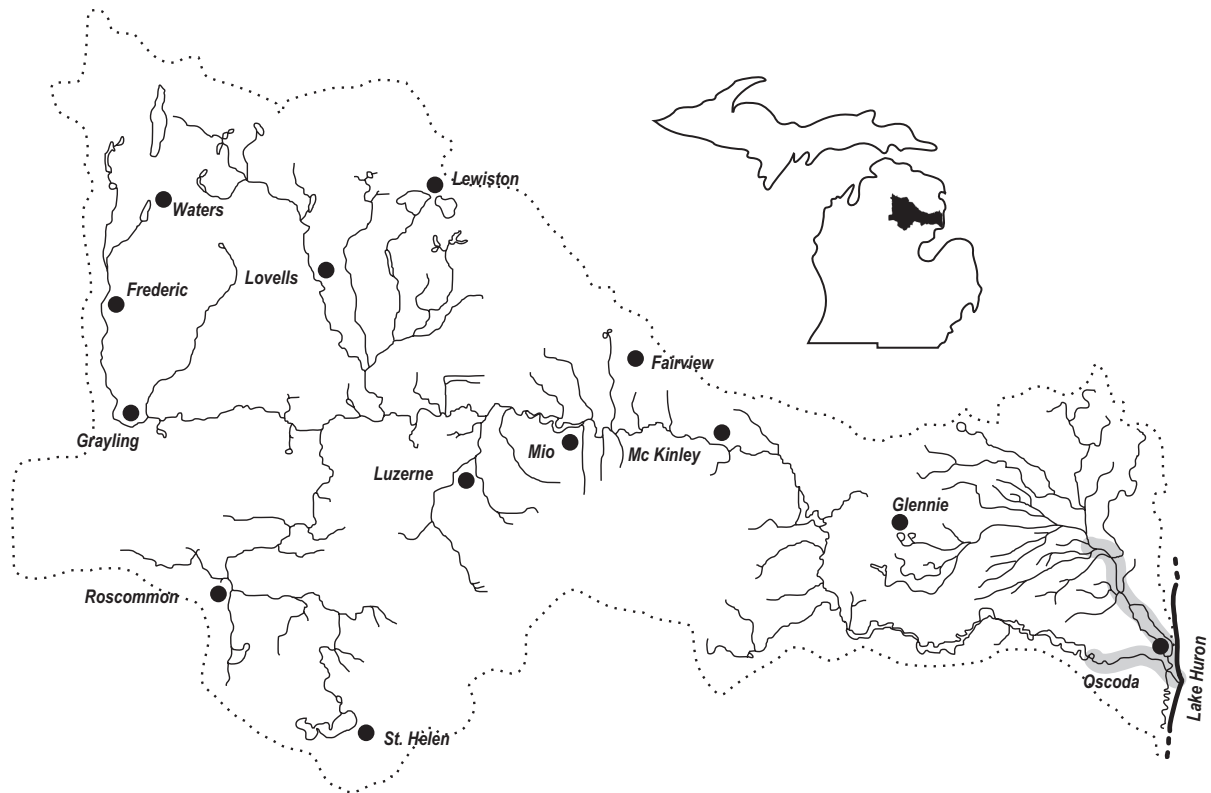 Lewiston
Waters
Lovells
Frederic
Fairview
Grayling
Mio
Mc Kinley
Luzerne
Glennie
Roscommon
Oscoda
Lake Huron
St. Helen